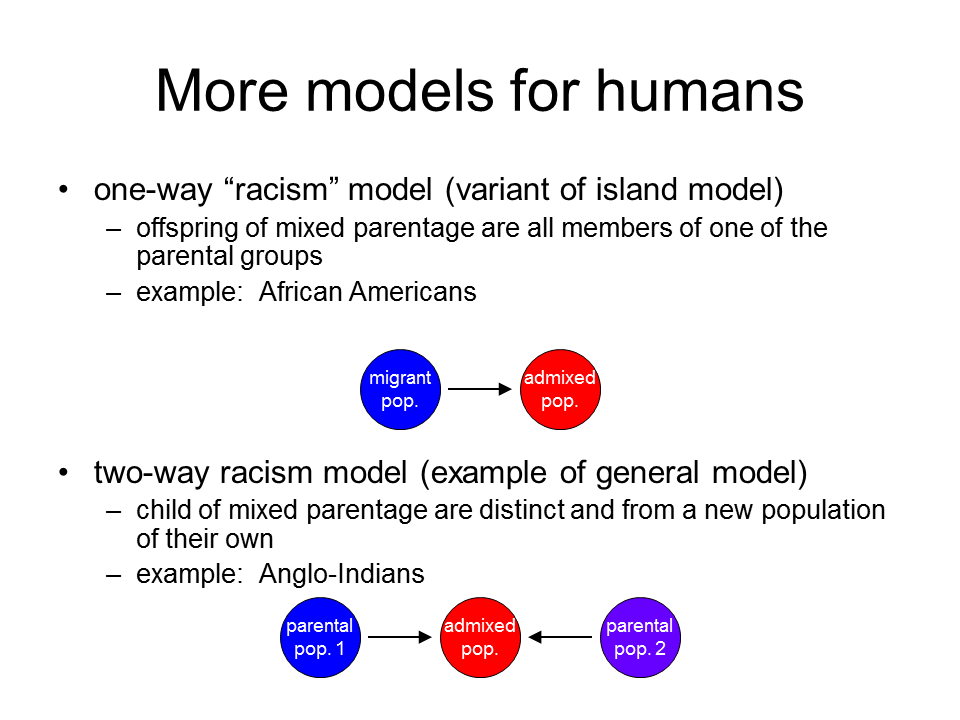 More models for humans
• one-way “racism” model (variant of island model)
– offspring of mixed parentage are all members of one of the
parental groups
– example: African Americans
migrant
pop.
admixed
pop.
• two-way racism model (example of general model)
– child of mixed parentage are distinct and from a new population
of their own
– example: Anglo-Indians
parental
pop. 1
admixed
pop.
parental
pop. 2